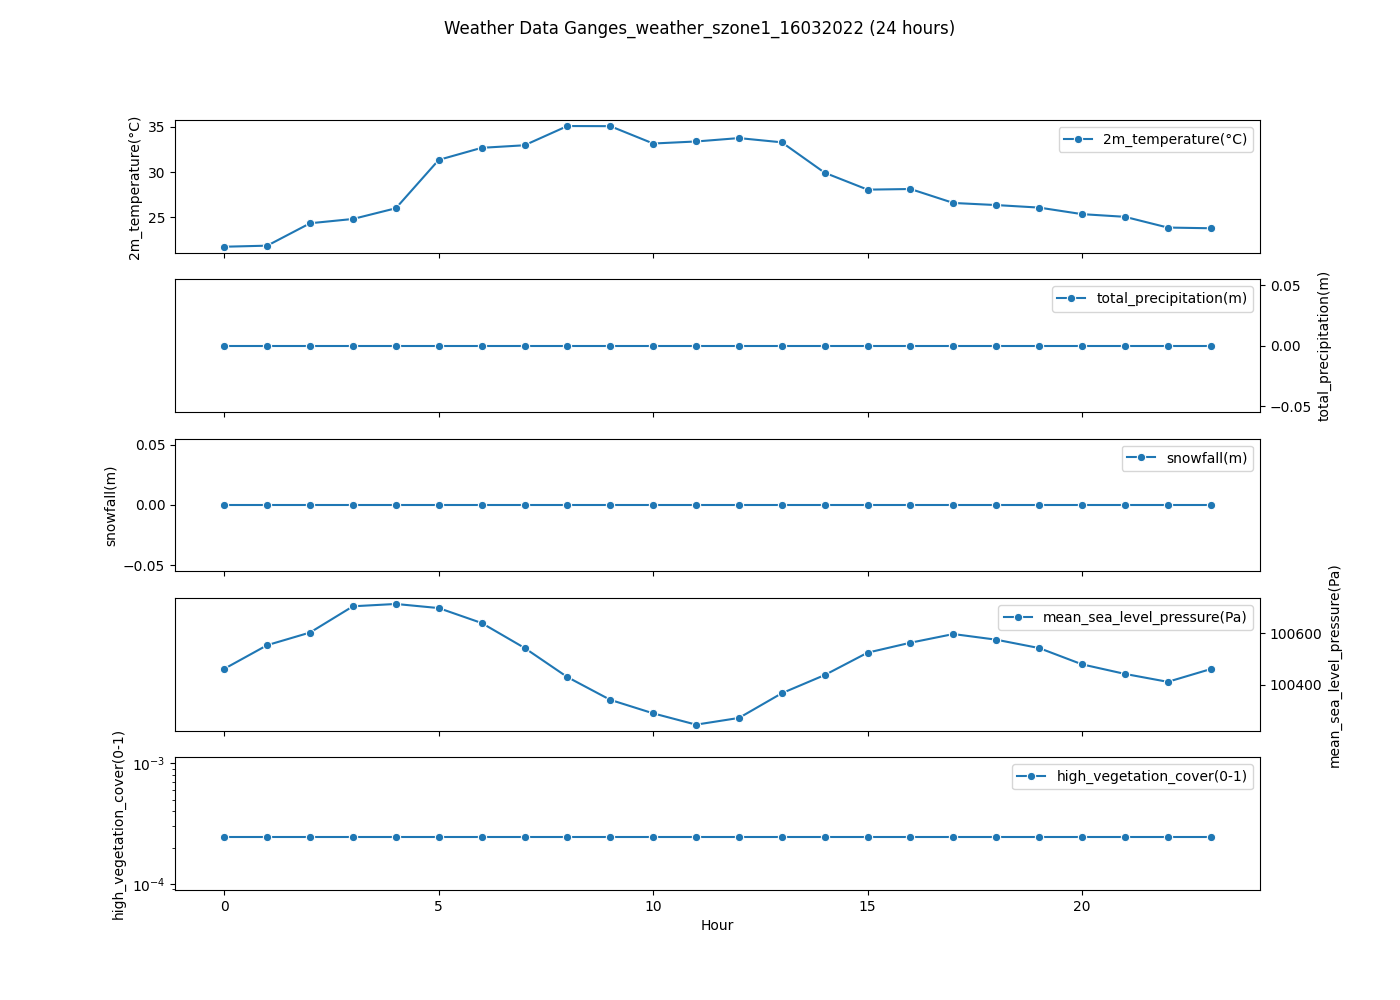 Weather Data Ganges_weather_szone1_16032022 (24 hours)
2m_temperature(°C)
35
30
25
2m_temperature(°C)
total_precipitation(m)
0.05
0.00
−0.05
total_precipitation(m)
snowfall(m)
0.05
0.00
−0.05
snowfall(m)
mean_sea_level_pressure(Pa)
100600
100400
mean_sea_level_pressure(Pa)
high_vegetation_cover(0-1)
10⁻³
10⁻⁴
high_vegetation_cover(0-1)
0 5 10 15 20
Hour